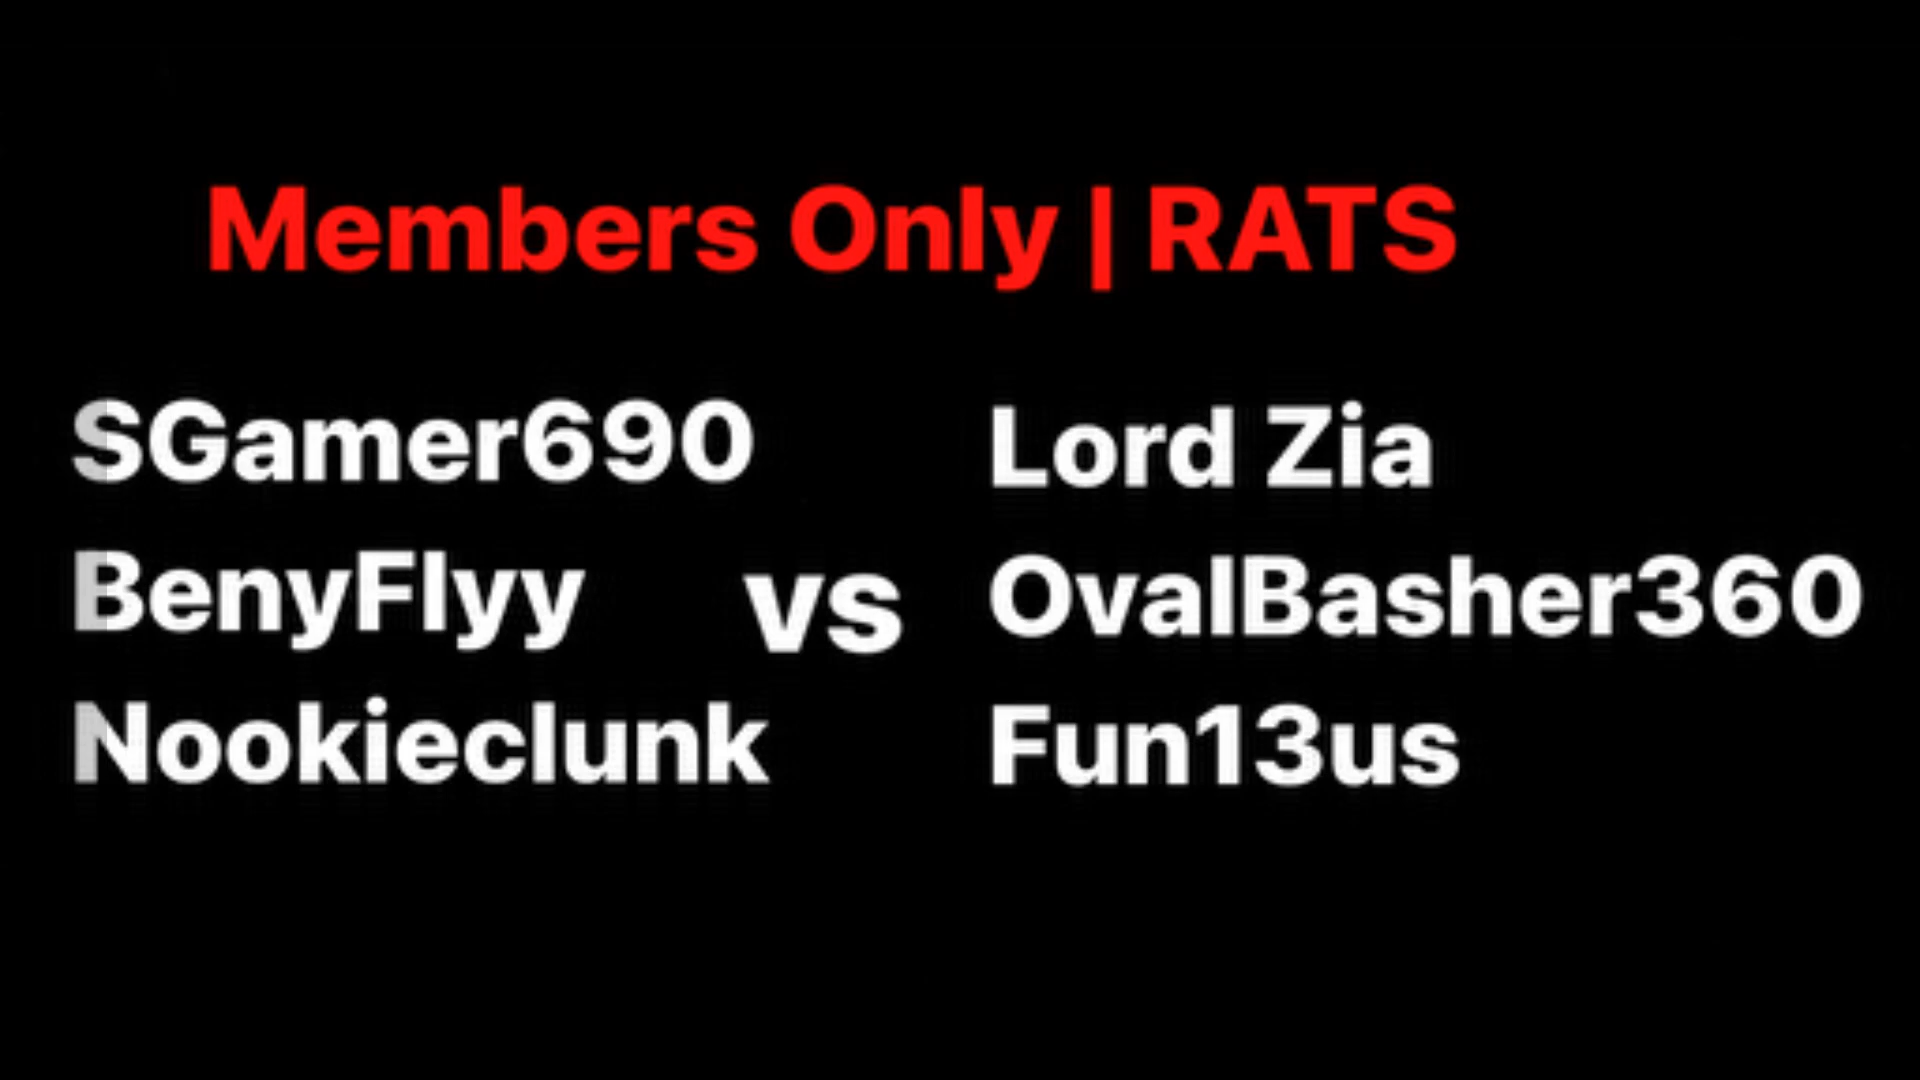 Members Only | RATS
SGamer690
BenyFlyy
Nookieclunk
vs
Lord Zia
OvalBasher360
Fun13us